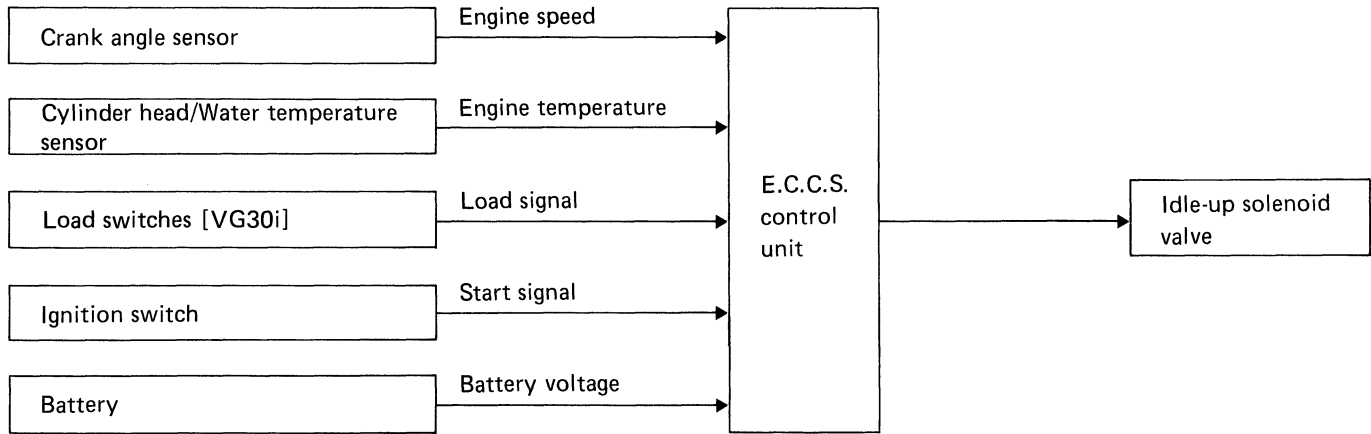 Engine speed
Crank angle sensor
Engine temperature
Cylinder head/Water temperature
sensor
Load signal
Load switches [VG30i]
Start signal
Ignition switch
Battery voltage
Battery
E.C.C.S.
control
unit
Idle-up solenoid
valve